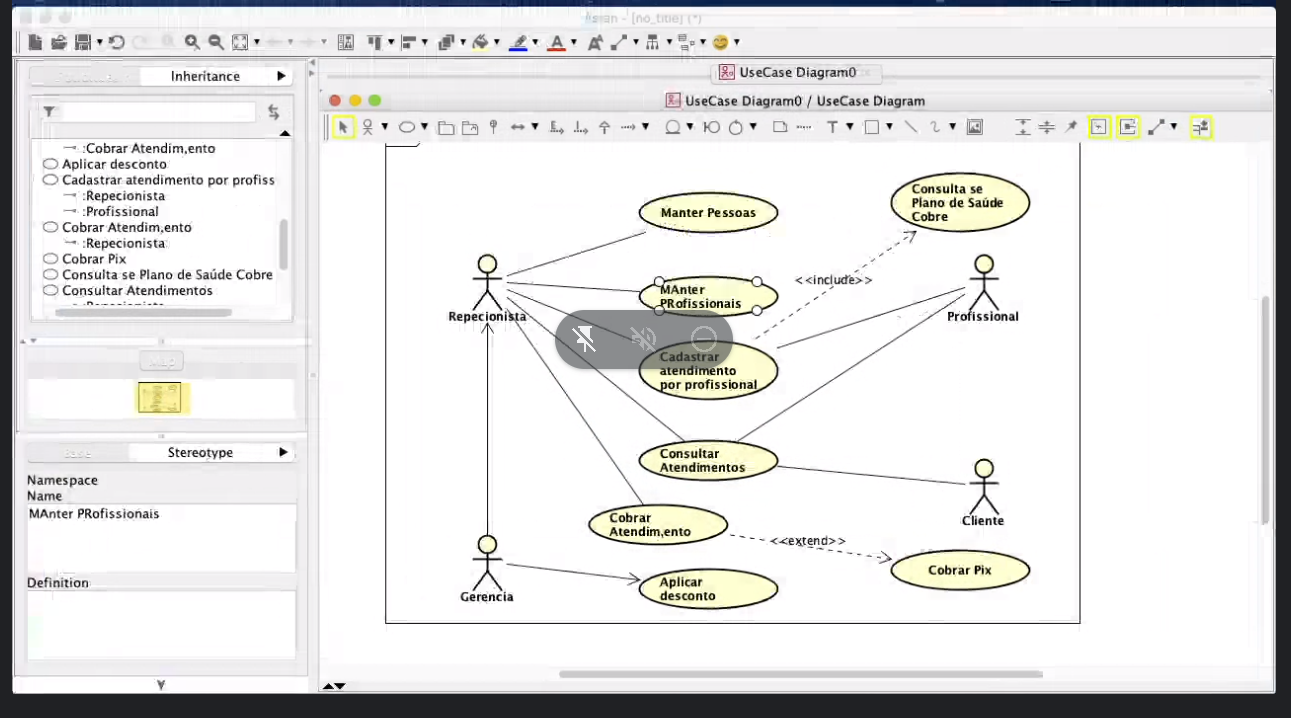 - [no_title] (*)
Inheritance
UseCase Diagram0
UseCase Diagram0 / UseCase Diagram
:Cobrar Atendim,ento
Aplicar desconto
Cadastrar atendimento por profiss
:Repecionista
:Profissional
Cobrar Atendim,ento
:Repecionista
Cobrar Pix
Consulta se Plano de Saúde Cobre
Consultar Atendimentos
Map
Base
Stereotype
Namespace
Name
MAnter PRofissionais
Definition
Manter Pessoas
Consulta se
Plano de Saúde
Cobre
<<include>>
MAnter
PRofissionais
Repecionista
Profissional
Cadastrar
atendimento
por profissional
Consultar
Atendimentos
Cliente
Cobrar
Atendim,ento
<<extend>>
Cobrar Pix
Gerencia
Aplicar
desconto